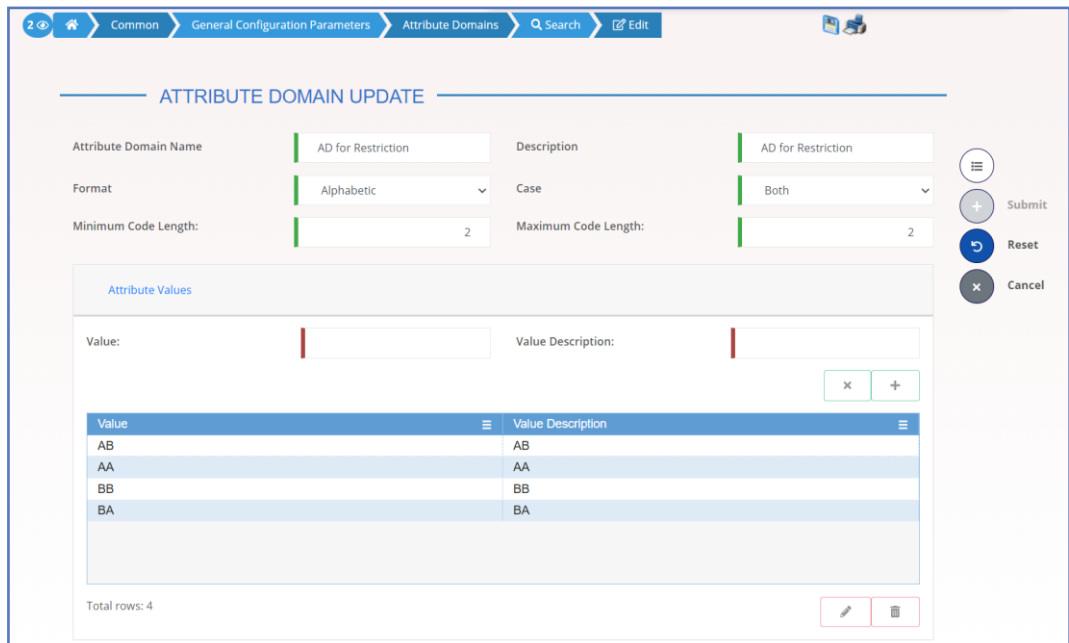 2 Common General Configuration Parameters Attribute Domains Search Edit
ATTRIBUTE DOMAIN UPDATE
Attribute Domain Name AD for Restriction Description AD for Restriction
Format Alphabetic Case Both
Submit
Minimum Code Length: 2 Maximum Code Length: 2
Reset
Attribute Values Cancel
Value: Value Description:
Value Value Description
AB AB
AA AA
BB BB
BA BA
Total rows: 4